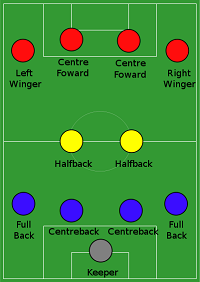 Left
Winger
Centre
Foward
Centre
Foward
Right
Winger
Halfback
Halfback
Full
Back
Centreback
Centreback
Full
Back
Keeper